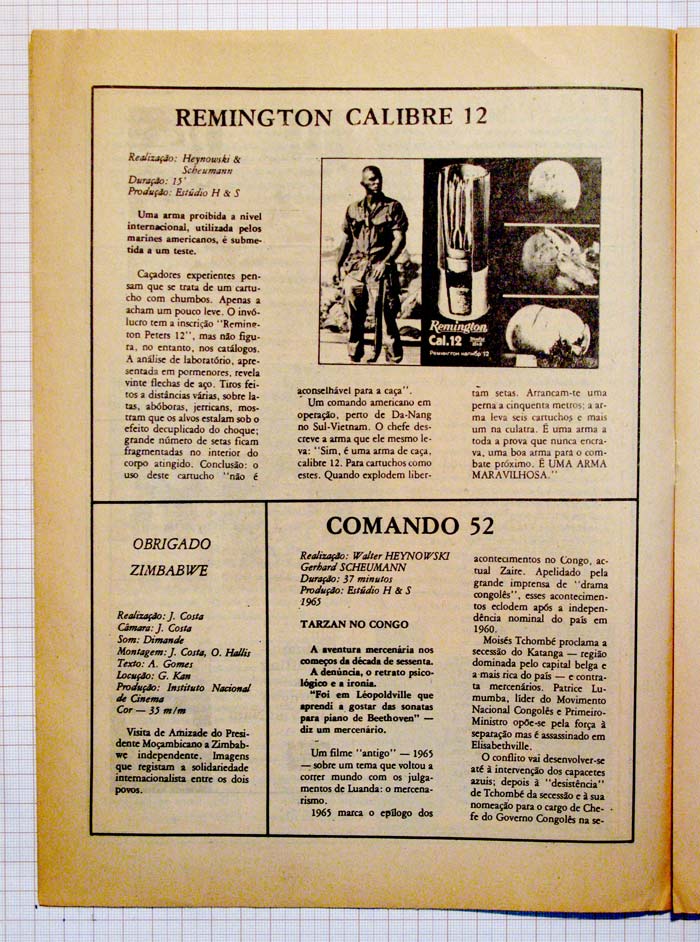 REMINGTON CALIBRE 12
Realização: Heynowski &
Scheumann
Duração: 15'
Produção: Estúdio H & S
Uma arma proibida a nível
internacional, utilizada pelos
marines americanos, é subme-
tida a um teste.
Caçadores experientes pen-
sam que se trata de um cartu-
cho com chumbos. Apenas a
acham um pouco leve. O invó-
lucro tem a inscrição "Remine-
ton Peters 12", mas não figu-
ra, no entanto, nos catálogos.
A análise de laboratório, apre-
sentada em pormenores, revela
vinte flechas de aço. Tiros fei-
tos a distâncias várias, sobre la-
tas, abóboras, jerricans, mos-
tram que os alvos estalam sob o
efeito decuplicado do choque;
grande número de setas ficam
fragmentadas no interior do
corpo atingido. Conclusão: o
uso deste cartucho "não é
Remington
Cal.12
Ремингтон калибр 12
aconselhável para a caça".
Um comando americano em
operação, perto de Da-Nang
no Sul-Vietnam. O chefe des-
creve a arma que ele mesmo le-
va: "Sim, é uma arma de caça,
calibre 12. Para cartuchos como
estes. Quando explodem liber-
tám setas. Arrancam-te uma
perna a cinquenta metros; a ar-
ma leva seis cartuchos e mais
um na culatra. É uma arma a
toda a prova que nunca encra-
va, uma boa arma para o com-
bate próximo. É UMA ARMA
MARAVILHOSA."
OBRIGADO
ZIMBABWE
Realização: J. Costa
Câmara: J. Costa
Som: Dimande
Montagem: J. Costa, O. Hallis
Texto: A. Gomes
Locução: G. Kan
Produção: Instituto Nacional
de Cinema
Cor — 35 m/m
Visita de Amizade do Presi-
dente Moçambicano a Zimbab-
we independente. Imagens
que registam a solidariedade
internacionalista entre os dois
povos.
COMANDO 52
Realização: Walter HEYNOWSKI
Gerhard SCHEUMANN
Duração: 37 minutos
Produção: Estúdio H & S
1965
TARZAN NO CONGO
A aventura mercenária nos
começos da década de sessenta.
A denúncia, o retrato psico-
lógico e a ironia.
"Foi em Léopoldville que
aprendi a gostar das sonatas
para piano de Beethoven" —
diz um mercenário.
Um filme "antigo" — 1965
— sobre um tema que voltou a
correr mundo com os julga-
mentos de Luanda: o mercena-
rismo.
1965 marca o epílogo dos
acontecimentos no Congo, ac-
tual Zaire. Apelidado pela
grande imprensa de "drama
congolês", esses acontecimen-
tos eclodem após a indepen-
dência nominal do país em
1960.
Moisés Tchombé proclama a
secessão do Katanga — região
dominada pelo capital belga e
a mais rica do país — e contra-
ta mercenários. Patrice Lu-
mumba, líder do Movimento
Nacional Congolês e Primeiro-
Ministro opõe-se pela força à
separação mas é assassinado em
Elisabethville.
O conflito vai desenvolver-se
até à intervenção dos capacetes
azuis; depois à "desistência"
de Tchombé da secessão e à sua
nomeação para o cargo de Che-
fe do Governo Congolês na se-